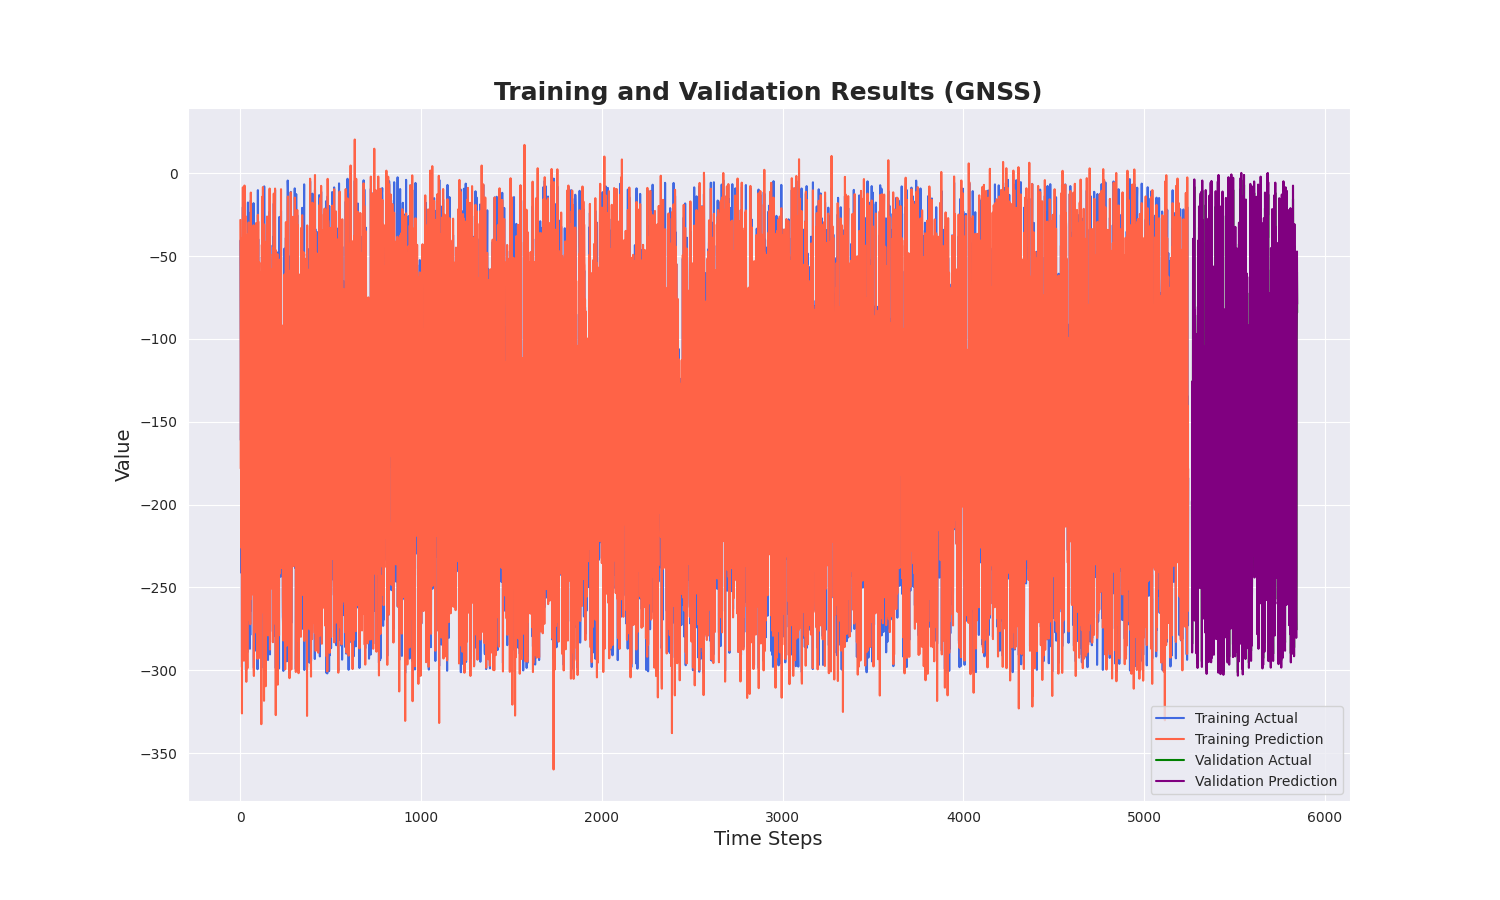 Training and Validation Results (GNSS)
0
−50
−100
−150
−200
−250
−300
−350
Value
0
1000
2000
3000
4000
5000
6000
Time Steps
Training Actual
Training Prediction
Validation Actual
Validation Prediction